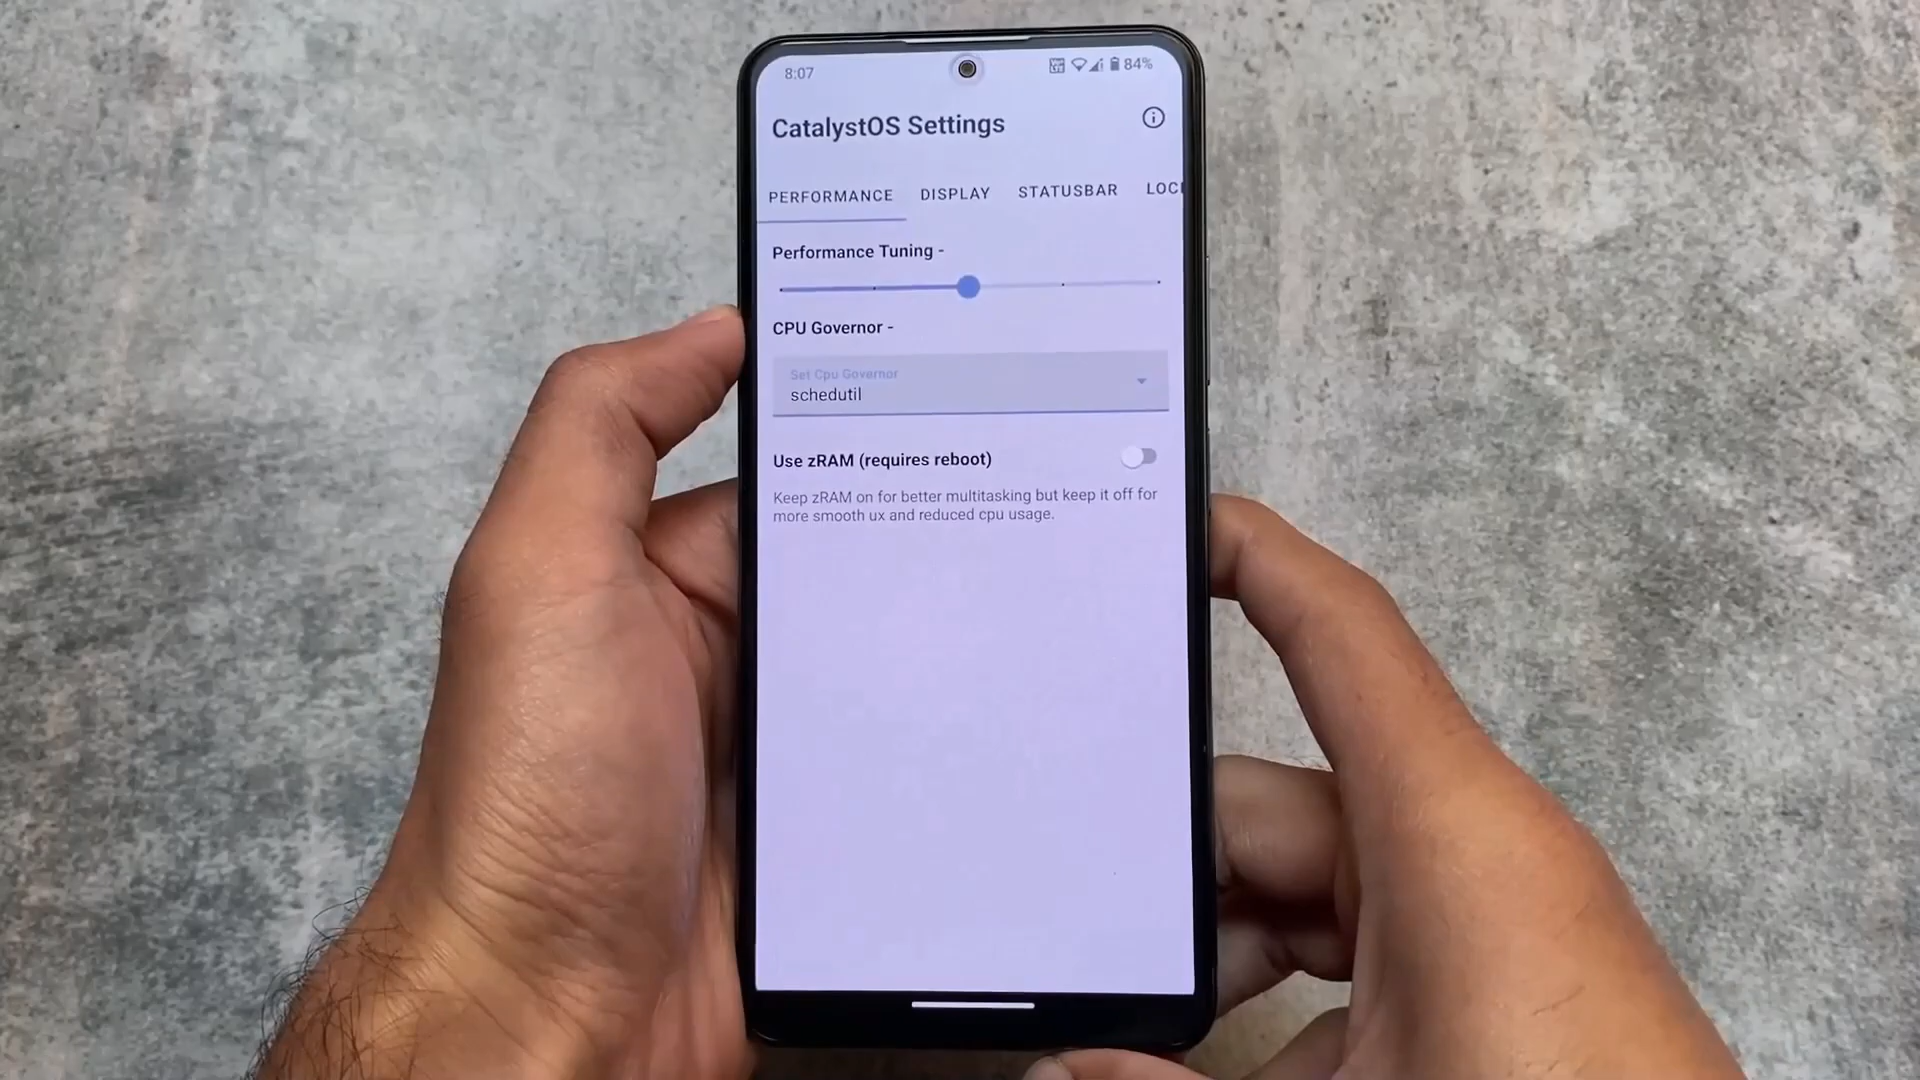 8:07
84%
CatalystOS Settings
PERFORMANCE DISPLAY STATUSBAR LOC
Performance Tuning -
CPU Governor -
Set Cpu Governor
schedutil
Use zRAM (requires reboot)
Keep zRAM on for better multitasking but keep it off for
more smooth ux and reduced cpu usage.